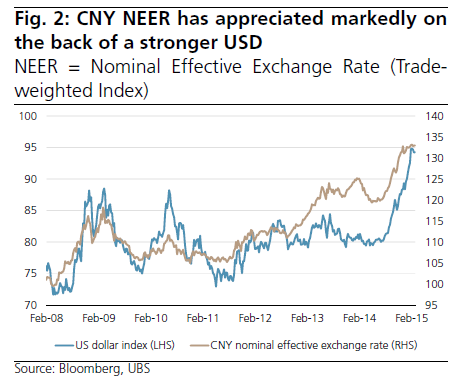 Fig. 2: CNY NEER has appreciated markedly on
the back of a stronger USD
NEER = Nominal Effective Exchange Rate (Trade-
weighted Index)
100 140
95 135
90 130
85 125
80 120
75 115
70 110
105
100
95
Feb-08 Feb-09 Feb-10 Feb-11 Feb-12 Feb-13 Feb-14 Feb-15
US dollar index (LHS) CNY nominal effective exchange rate (RHS)
Source: Bloomberg, UBS